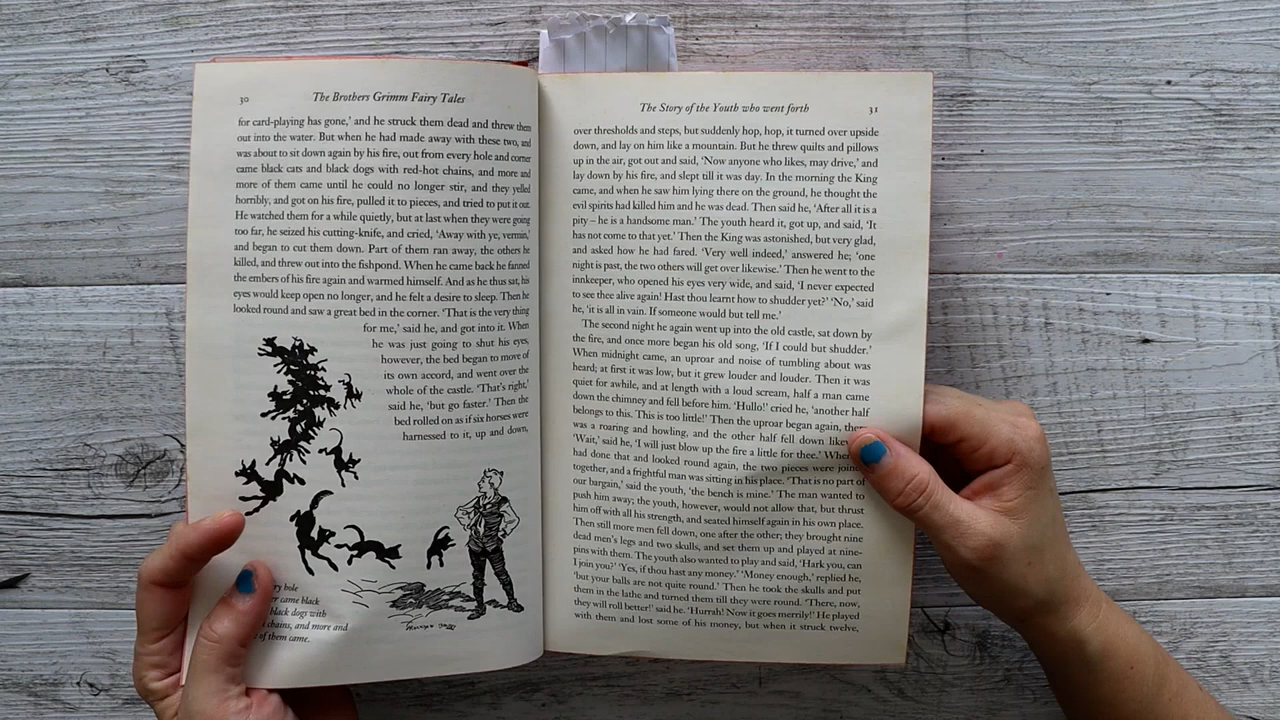 30
The Brothers Grimm Fairy Tales
for card-playing has gone,’ and he struck them dead and threw them
out into the water. But when he had made away with these two, and
was about to sit down again by his fire, out from every hole and corner
came black cats and black dogs with red-hot chains, and more and
more of them came until he could no longer stir, and they yelled
horribly, and got on his fire, pulled it to pieces, and tried to put it out.
He watched them for a while quietly, but at last when they were going
too far, he seized his cutting-knife, and cried, ‘Away with ye, vermin,’
and began to cut them down. Part of them ran away, the others he
killed, and threw out into the fishpond. When he came back he fanned
the embers of his fire again and warmed himself. And as he thus sat, his
eyes would keep open no longer, and he felt a desire to sleep. Then he
looked round and saw a great bed in the corner. ‘That is the very thing
for me,’ said he, and got into it. When
he was just going to shut his eyes,
however, the bed began to move of
its own accord, and went over the
whole of the castle. ‘That’s right,’
said he, ‘but go faster.’ Then the
bed rolled on as if six horses were
harnessed to it, up and down,
hole
came black
black dogs with
chains, and more and
of them came.
The Story of the Youth who went forth
31
over thresholds and steps, but suddenly hop, hop, it turned over upside
down, and lay on him like a mountain. But he threw quilts and pillows
up in the air, got out and said, ‘Now anyone who likes, may drive,’ and
lay down by his fire, and slept till it was day. In the morning the King
came, and when he saw him lying there on the ground, he thought the
evil spirits had killed him and he was dead. Then said he, ‘After all it is a
pity – he is a handsome man.’ The youth heard it, got up, and said, ‘It
has not come to that yet.’ Then the King was astonished, but very glad,
and asked how he had fared. ‘Very well indeed,’ answered he; ‘one
night is past, the two others will get over likewise.’ Then he went to the
innkeeper, who opened his eyes very wide, and said, ‘I never expected
to see thee alive again! Hast thou learnt how to shudder yet?’ ‘No,’ said
he, ‘it is all in vain. If someone would but tell me.’
The second night he again went up into the old castle, sat down by
the fire, and once more began his old song, ‘If I could but shudder.’
When midnight came, an uproar and noise of tumbling about was
heard; at first it was low, but it grew louder and louder. Then it was
quiet for awhile, and at length with a loud scream, half a man came
down the chimney and fell before him. ‘Hullo!’ cried he, ‘another half
belongs to this. This is too little!’ Then the uproar began again, there
was a roaring and howling, and the other half fell down
‘Wait,’ said he, ‘I will just blow up the fire a little for thee.’
had done that and looked round again, the two pieces were
together, and a frightful man was sitting in his place. ‘That is no part of
our bargain,’ said the youth, ‘the bench is mine.’ The man wanted to
push him away; the youth, however, would not allow that, but thrust
him off with all his strength, and seated himself again in his own place.
Then still more men fell down, one after the other; they brought nine
dead men’s legs and two skulls, and set them up and played at nine-
pins with them. The youth also wanted to play and said, ‘Hark you, can
I join you?’ ‘Yes, if thou hast any money.’ ‘Money enough,’ replied he,
‘but your balls are not quite round.’ Then he took the skulls and put
them in the lathe and turned them till they were round. ‘There, now,
they will roll better!’ said he. ‘Hurrah! Now it goes merrily!’ He played
with them and lost some of his money, but when it struck twelve,